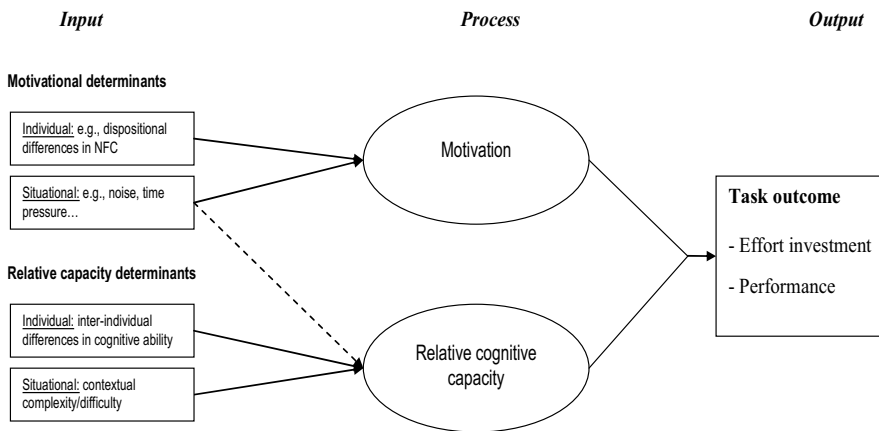 Input
Process
Output
Motivational determinants
Individual: e.g., dispositional
differences in NFC
Situational: e.g., noise, time
pressure…
Motivation
Relative capacity determinants
Individual: inter-individual
differences in cognitive ability
Situational: contextual
complexity/difficulty
Relative cognitive
capacity
Task outcome
- Effort investment
- Performance